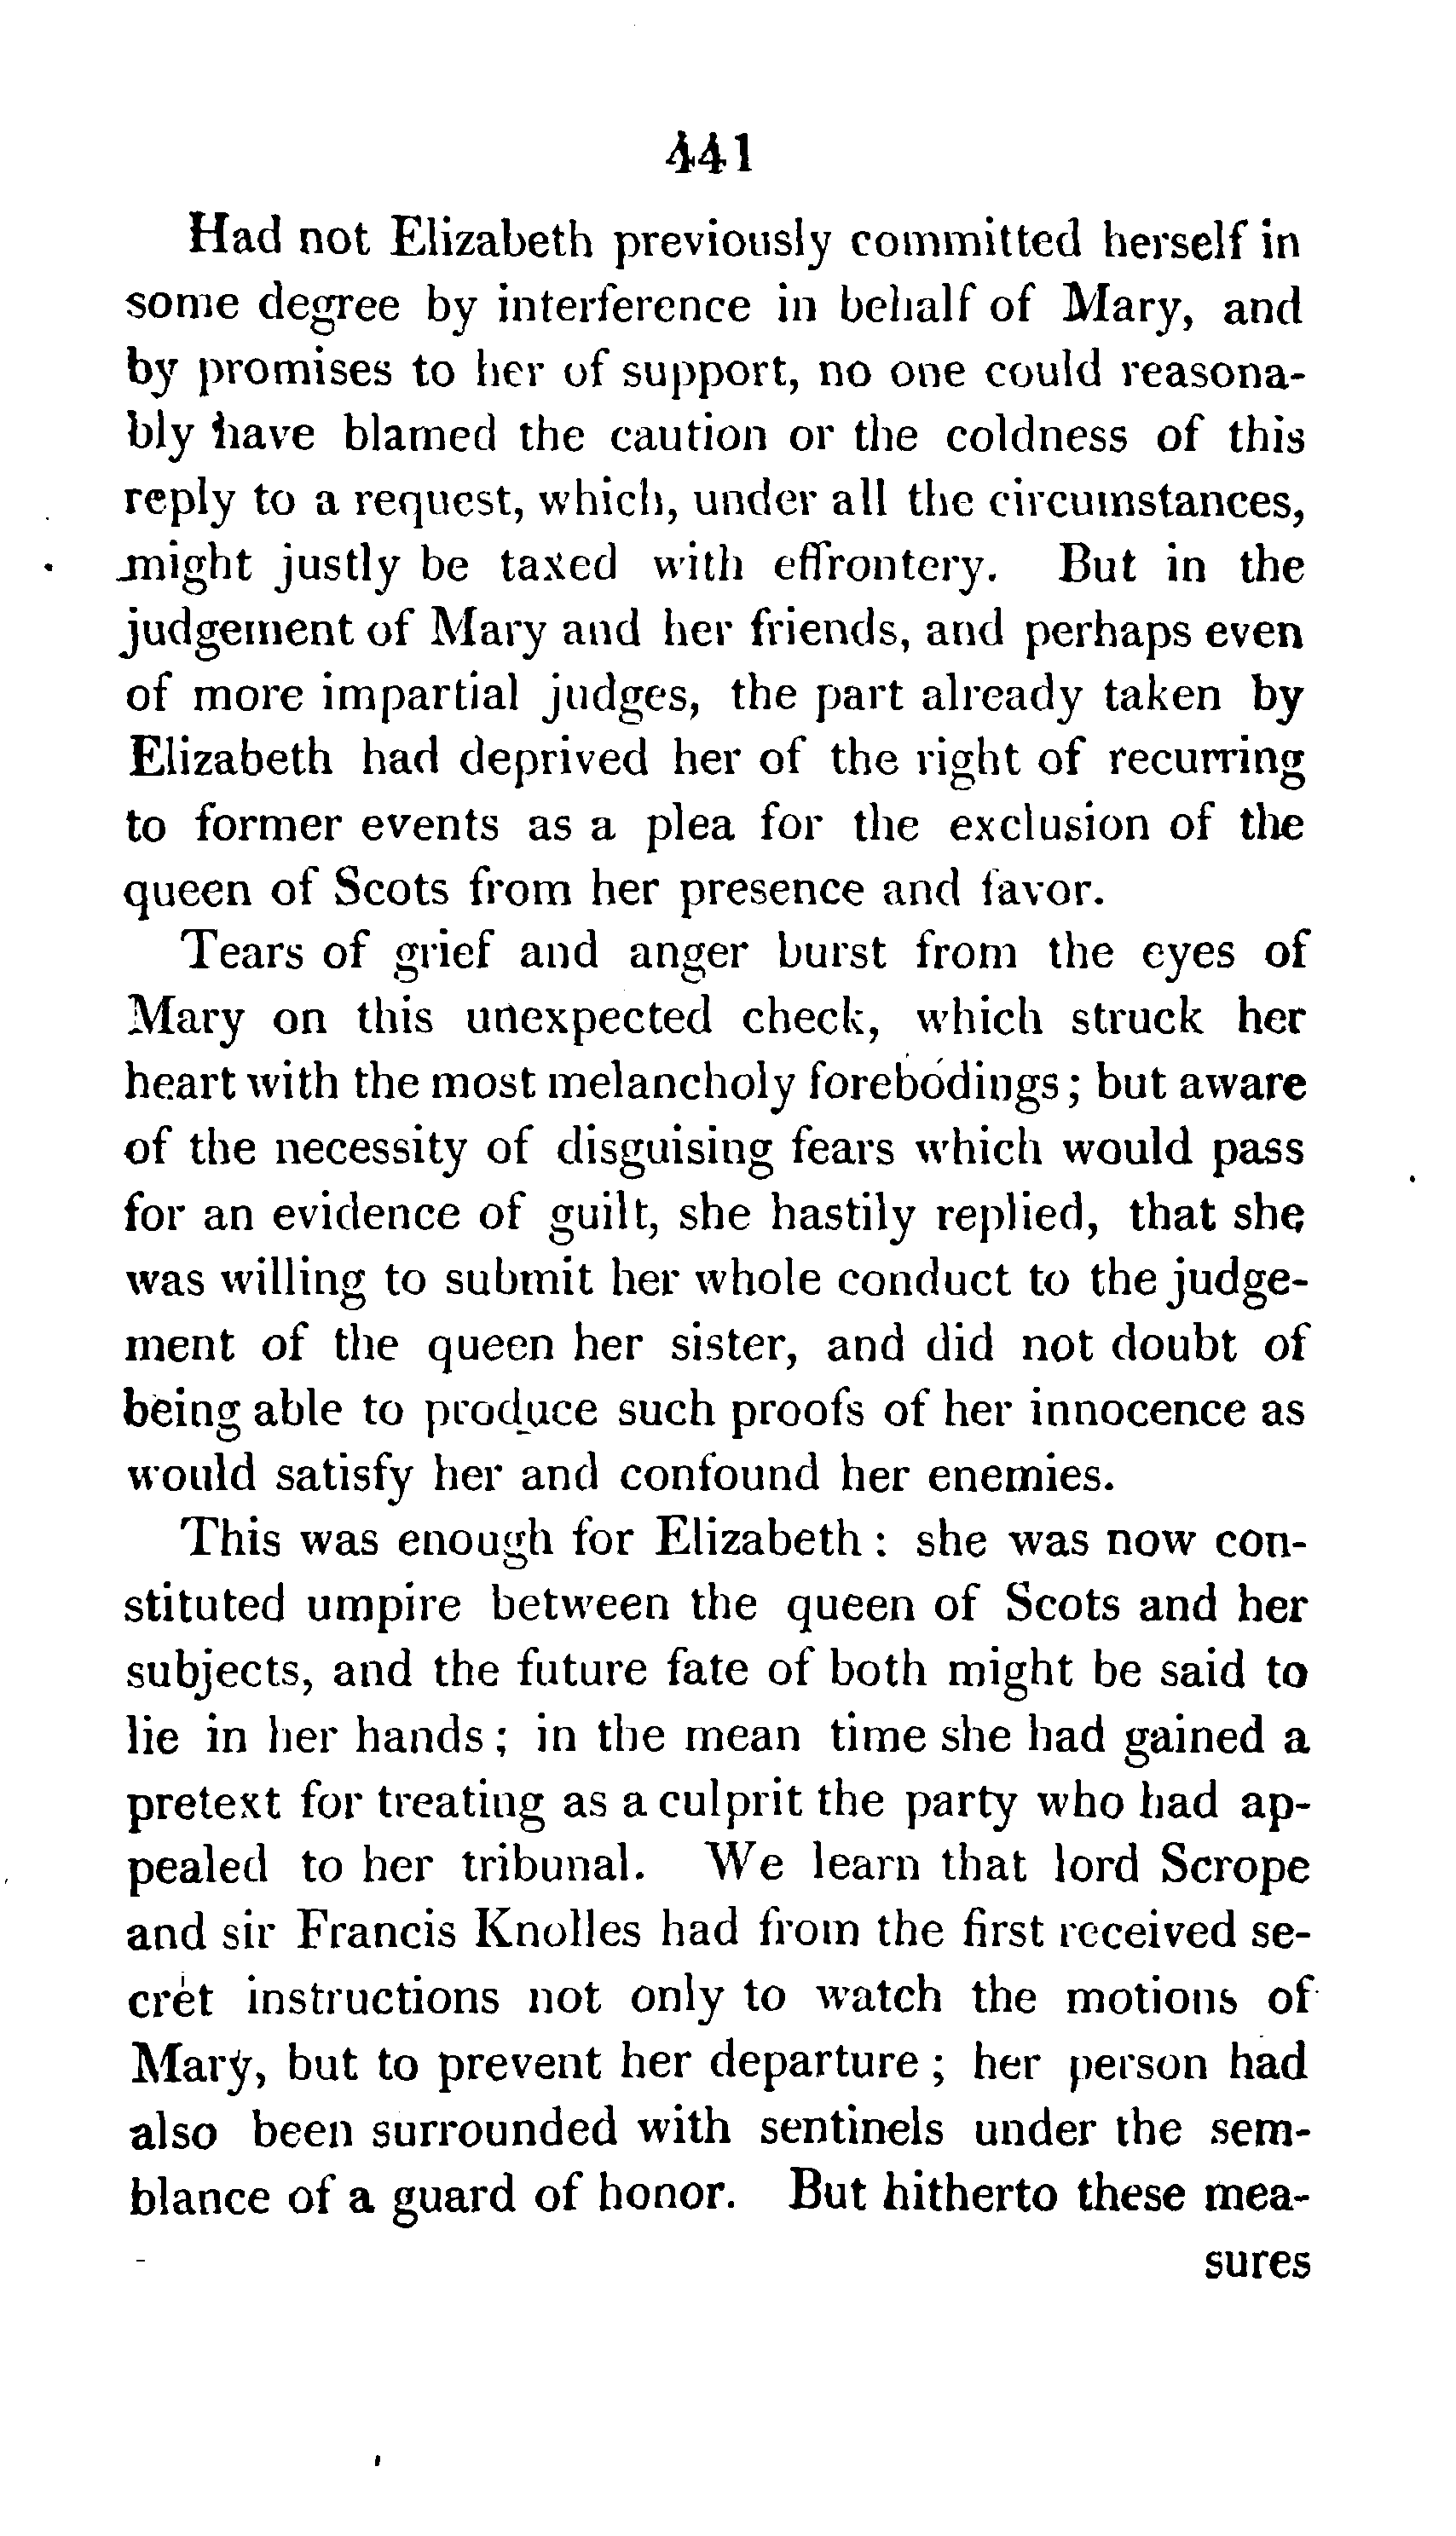 441
Had not Elizabeth previously committed herself in
some degree by interference in behalf of Mary, and
by promises to her of support, no one could reasona-
bly have blamed the caution or the coldness of this
reply to a request, which, under all the circumstances,
might justly be taxed with effrontery. But in the
judgement of Mary and her friends, and perhaps even
of more impartial judges, the part already taken by
Elizabeth had deprived her of the right of recurring
to former events as a plea for the exclusion of the
queen of Scots from her presence and favor.
Tears of grief and anger burst from the eyes of
Mary on this unexpected check, which struck her
heart with the most melancholy forebodings; but aware
of the necessity of disguising fears which would pass
for an evidence of guilt, she hastily replied, that she
was willing to submit her whole conduct to the judge-
ment of the queen her sister, and did not doubt of
being able to produce such proofs of her innocence as
would satisfy her and confound her enemies.
This was enough for Elizabeth: she was now con-
stituted umpire between the queen of Scots and her
subjects, and the future fate of both might be said to
lie in her hands; in the mean time she had gained a
pretext for treating as a culprit the party who had ap-
pealed to her tribunal. We learn that lord Scrope
and sir Francis Knolles had from the first received se-
cret instructions not only to watch the motions of
Mary, but to prevent her departure; her person had
also been surrounded with sentinels under the sem-
blance of a guard of honor. But hitherto these mea-
sures